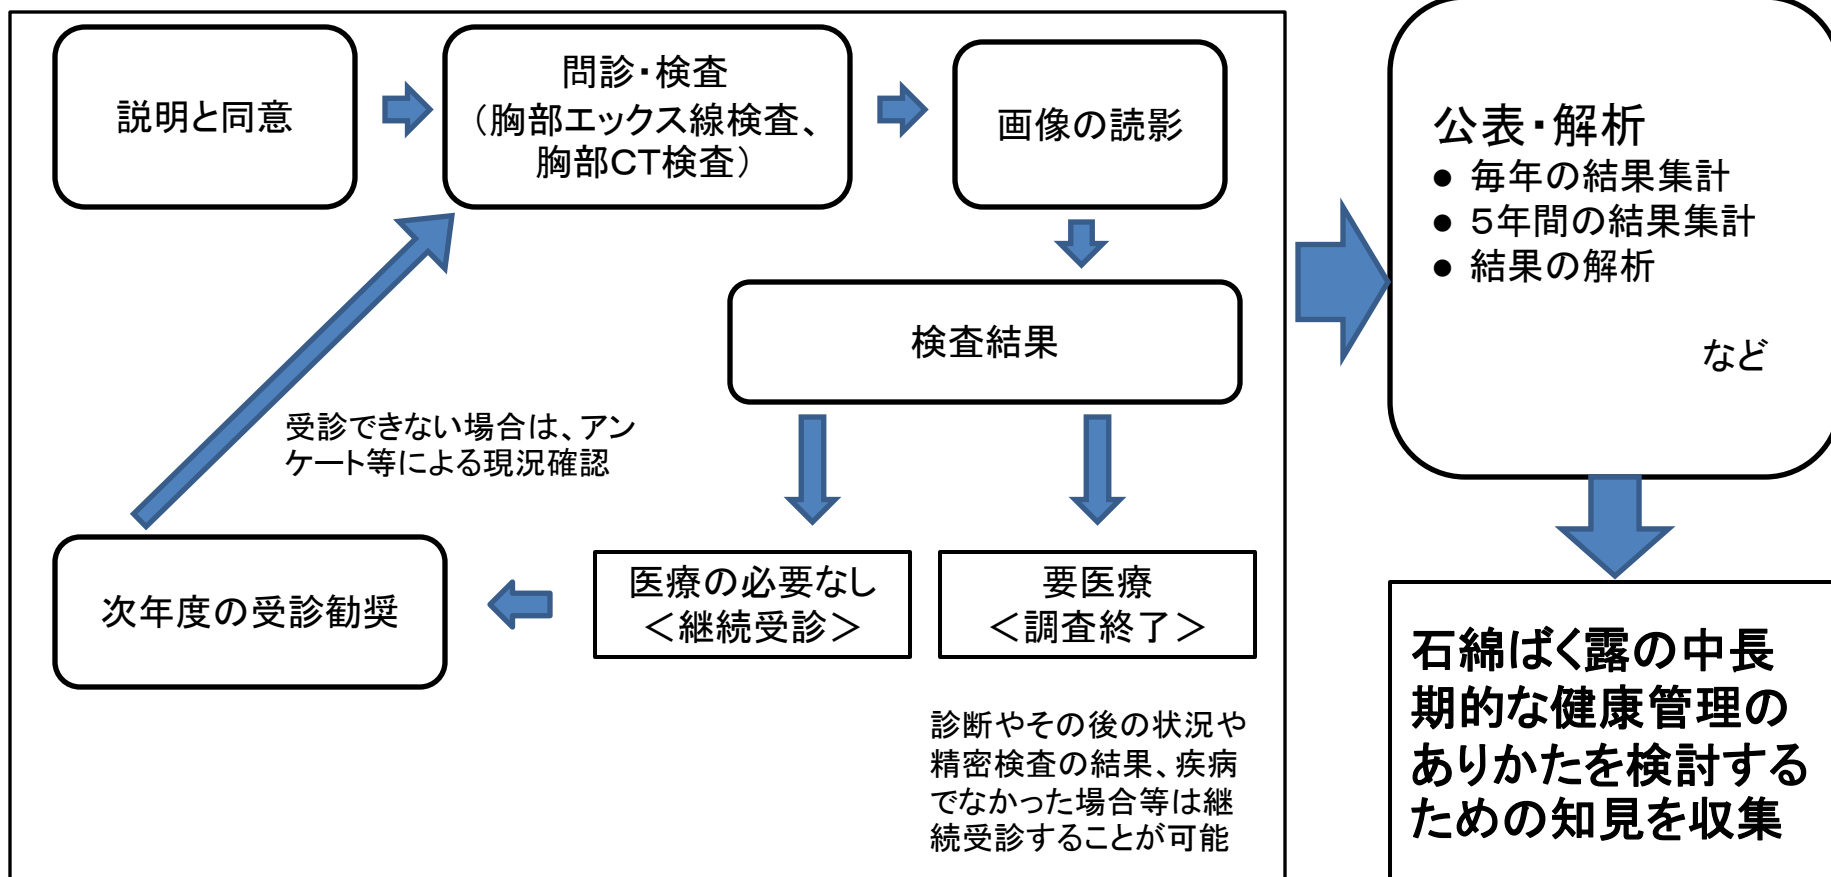 説明と同意
問診・検査
（胸部エックス線検査、
胸部CT検査）
画像の読影
検査結果
受診できない場合は、アン
ケート等による現況確認
次年度の受診勧奨
医療の必要なし
＜継続受診＞
要医療
＜調査終了＞
診断やその後の状況や
精密検査の結果、疾病
でなかった場合等は継
続受診することが可能
公表・解析
● 毎年の結果集計
● 5年間の結果集計
● 結果の解析
など
石綿ばく露の中長
期的な健康管理の
ありかたを検討する
ための知見を収集